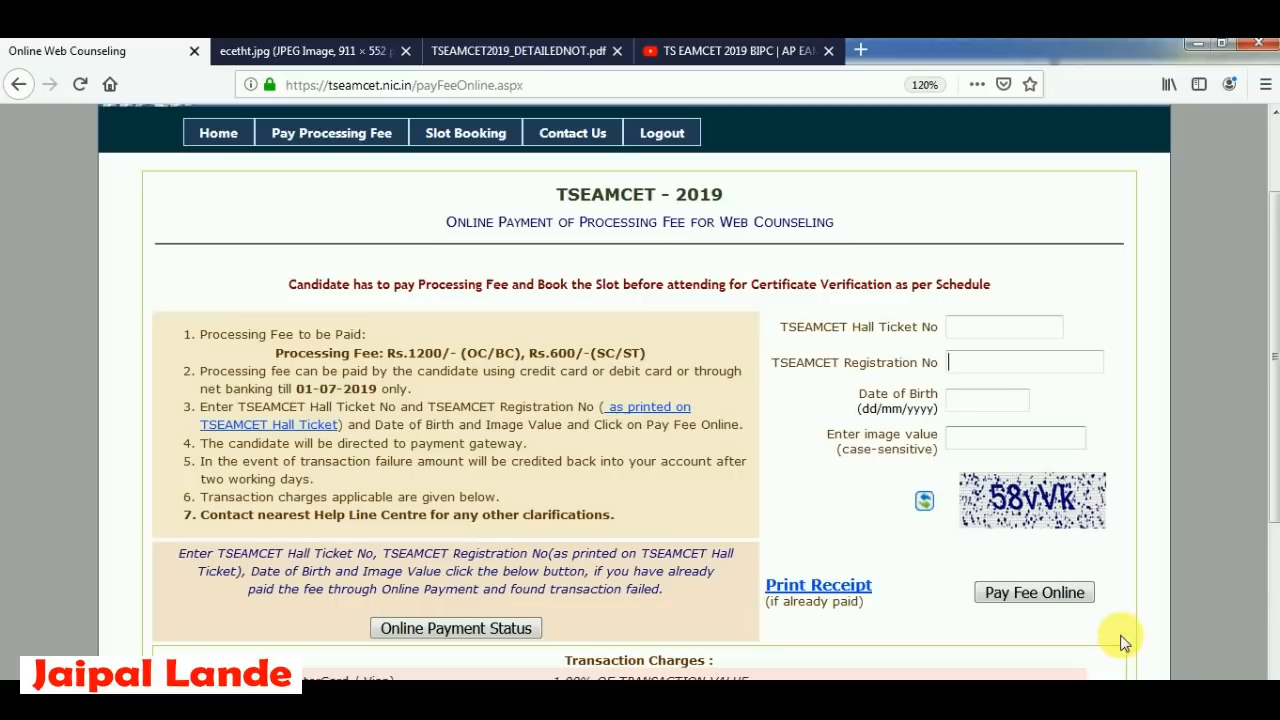 Online Web Counseling
ecetht.jpg (JPEG Image, 911 × 552 p
TSEAMCET2019_DETAILEDNOT.pdf
TS EAMCET 2019 BIPC | AP EAM
https://tseamcet.nic.in/payFeeOnline.aspx
120%
Home
Pay Processing Fee
Slot Booking
Contact Us
Logout
TSEAMCET - 2019
Online Payment of Processing Fee for Web Counseling
Candidate has to pay Processing Fee and Book the Slot before attending for Certificate Verification as per Schedule
1. Processing Fee to be Paid:
Processing Fee: Rs.1200/- (OC/BC), Rs.600/-(SC/ST)
2. Processing fee can be paid by the candidate using credit card or debit card or through
net banking till 01-07-2019 only.
3. Enter TSEAMCET Hall Ticket No and TSEAMCET Registration No ( as printed on
TSEAMCET Hall Ticket) and Date of Birth and Image Value and Click on Pay Fee Online.
4. The candidate will be directed to payment gateway.
5. In the event of transaction failure amount will be credited back into your account after
two working days.
6. Transaction charges applicable are given below.
7. Contact nearest Help Line Centre for any other clarifications.
Enter TSEAMCET Hall Ticket No, TSEAMCET Registration No(as printed on TSEAMCET Hall
Ticket), Date of Birth and Image Value click the below button, if you have already
paid the fee through Online Payment and found transaction failed.
Online Payment Status
TSEAMCET Hall Ticket No
TSEAMCET Registration No
Date of Birth
(dd/mm/yyyy)
Enter image value
(case-sensitive)
58vVk
Print Receipt
(if already paid)
Pay Fee Online
Transaction Charges :
terCard / Visa)
1.00% OF TRANSACTION VALUE
Jaipal Lande